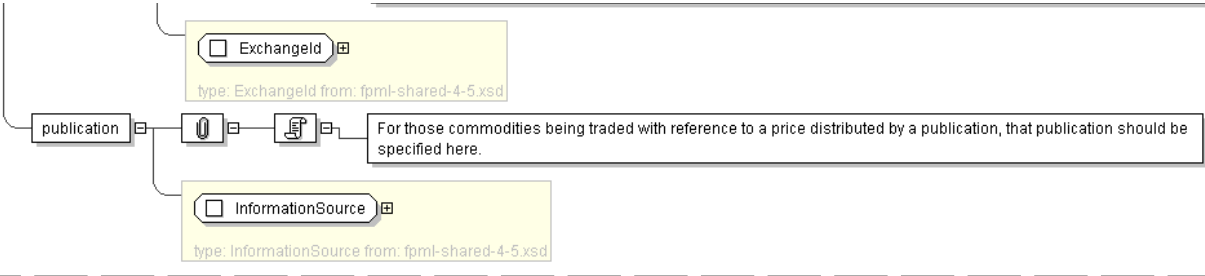 ExchangeId
type: ExchangeId from: fpml-shared-4-5.xsd
publication
For those commodities being traded with reference to a price distributed by a publication, that publication should be
specified here.
InformationSource
type: InformationSource from: fpml-shared-4-5.xsd